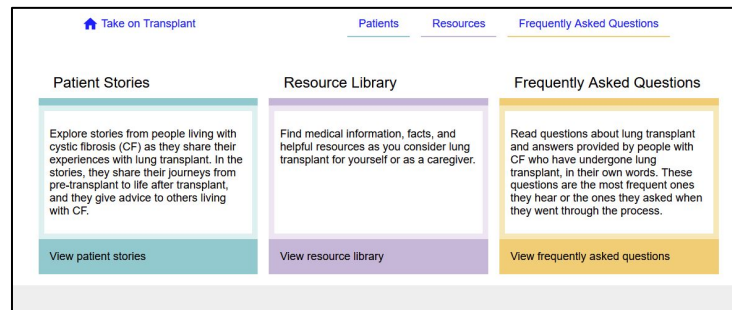 Take on Transplant
Patients
Resources
Frequently Asked Questions
Patient Stories
Explore stories from people living with
cystic fibrosis (CF) as they share their
experiences with lung transplant. In the
stories, they share their journeys from
pre-transplant to life after transplant,
and they give advice to others living
with CF.
View patient stories
Resource Library
Find medical information, facts, and
helpful resources as you consider lung
transplant for yourself or as a caregiver.
View resource library
Frequently Asked Questions
Read questions about lung transplant
and answers provided by people with
CF who have undergone lung
transplant, in their own words. These
questions are the most frequent ones
they hear or the ones they asked when
they went through the process.
View frequently asked questions